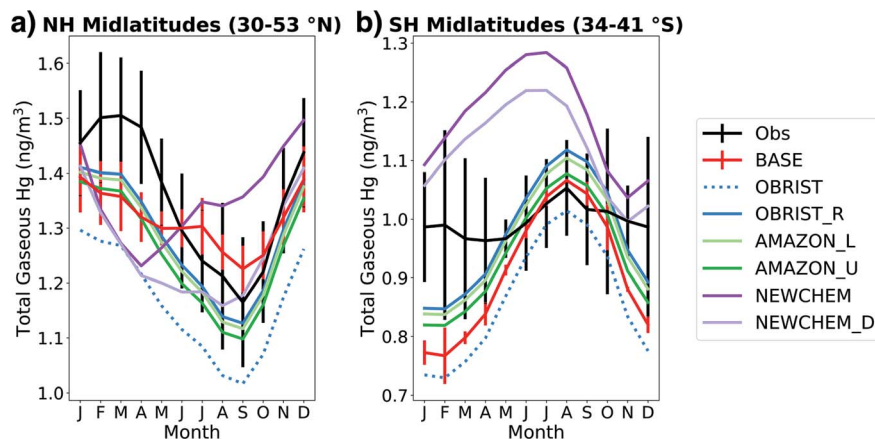 a) NH Midlatitudes (30-53 °N)
Total Gaseous Hg (ng/m³)
1.6
1.5
1.4
1.3
1.2
1.1
1.0
J F M A M J J A S O N D
Month
b) SH Midlatitudes (34-41 °S)
Total Gaseous Hg (ng/m³)
1.3
1.2
1.1
1.0
0.9
0.8
0.7
J F M A M J J A S O N D
Month
Obs
BASE
OBRIST
OBRIST_R
AMAZON_L
AMAZON_U
NEWCHEM
NEWCHEM_D